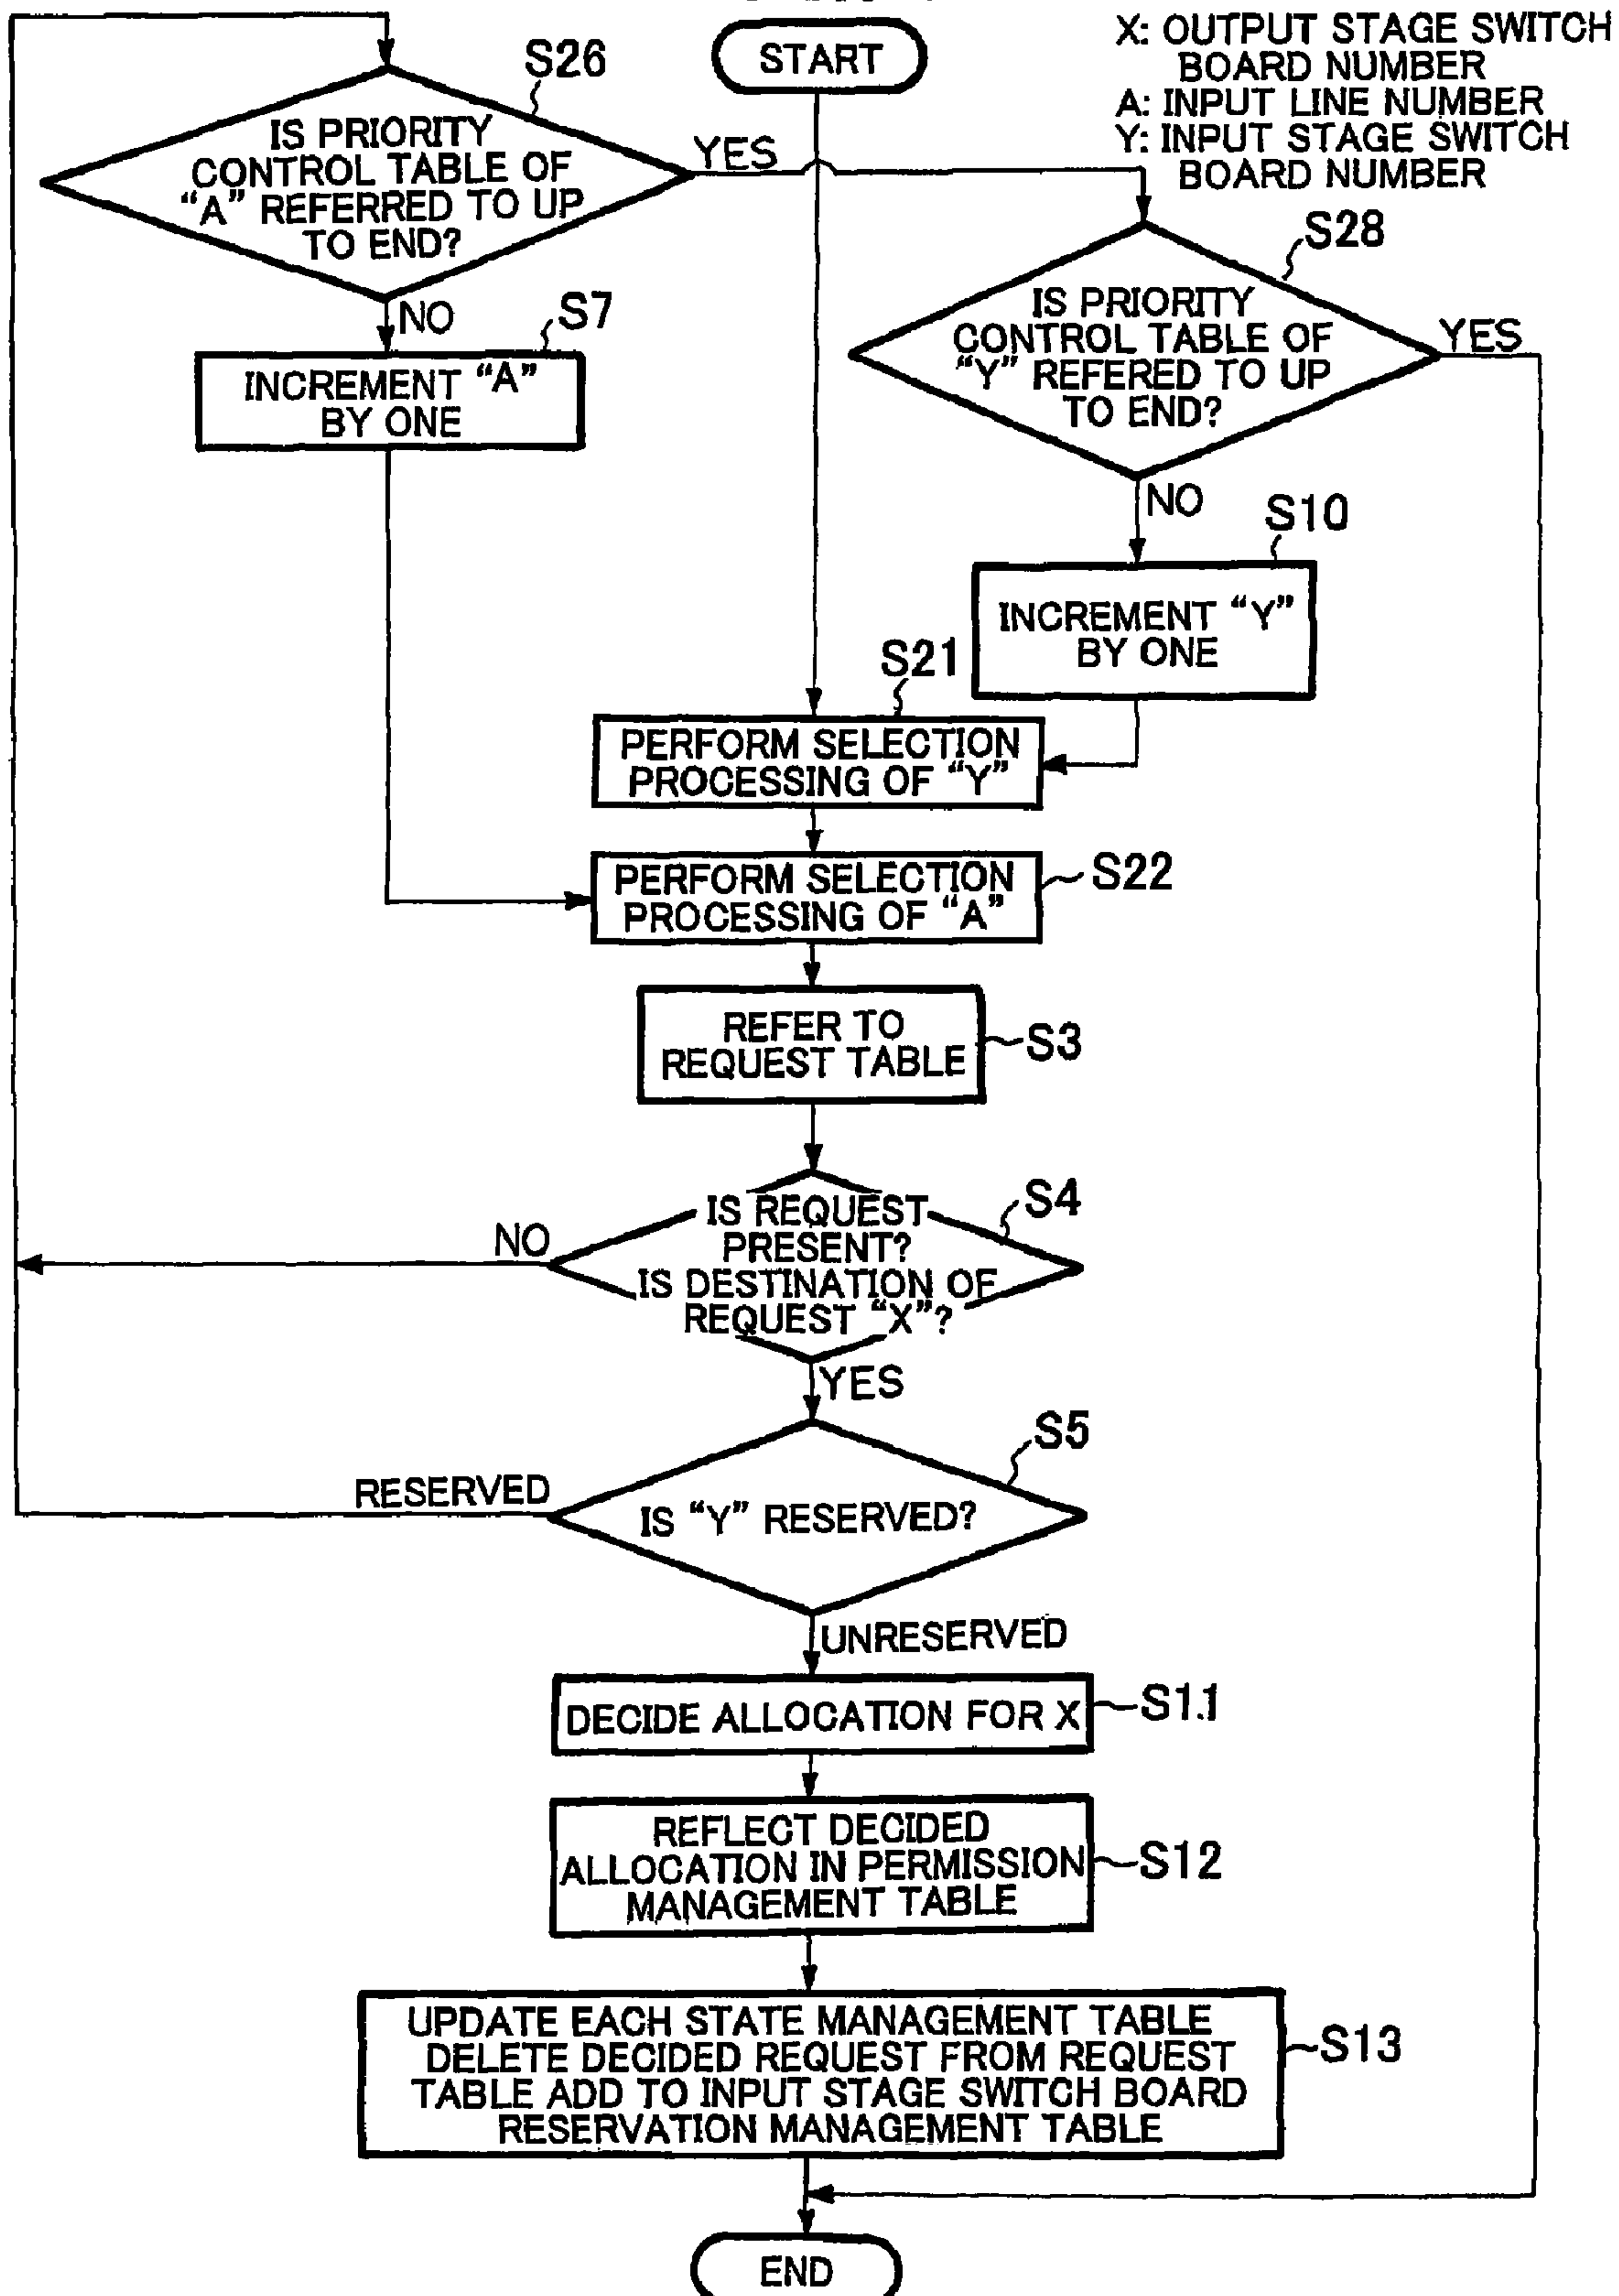 START
X: OUTPUT STAGE SWITCH
BOARD NUMBER
A: INPUT LINE NUMBER
Y: INPUT STAGE SWITCH
BOARD NUMBER
S26
IS PRIORITY
CONTROL TABLE OF
“A” REFERRED TO UP
TO END?
YES
NO
S7
INCREMENT “A”
BY ONE
S28
IS PRIORITY
CONTROL TABLE OF
“Y” REFERED TO UP
TO END?
YES
NO
S10
INCREMENT “Y”
BY ONE
S21
PERFORM SELECTION
PROCESSING OF “Y”
S22
PERFORM SELECTION
PROCESSING OF “A”
REFER TO
REQUEST TABLE
S3
S4
IS REQUEST
PRESENT?
IS DESTINATION OF
REQUEST “X”?
NO
YES
S5
RESERVED
IS “Y” RESERVED?
UNRESERVED
DECIDE ALLOCATION FOR X
S11
REFLECT DECIDED
ALLOCATION IN PERMISSION
MANAGEMENT TABLE
S12
UPDATE EACH STATE MANAGEMENT TABLE
DELETE DECIDED REQUEST FROM REQUEST
TABLE ADD TO INPUT STAGE SWITCH BOARD
RESERVATION MANAGEMENT TABLE
S13
END